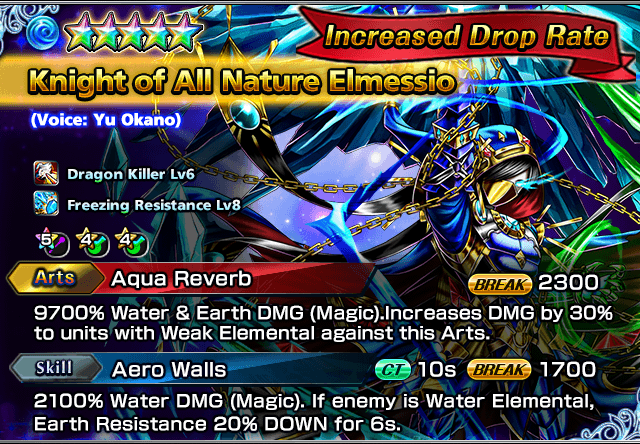 Increased Drop Rate
Knight of All Nature Elmessio
(Voice: Yu Okano)
Dragon Killer Lv6
Freezing Resistance Lv8
5 4 4
Arts Aqua Reverb BREAK 2300
9700% Water & Earth DMG (Magic).Increases DMG by 30%
to units with Weak Elemental against this Arts.
Skill Aero Walls CT 10s BREAK 1700
2100% Water DMG (Magic). If enemy is Water Elemental,
Earth Resistance 20% DOWN for 6s.